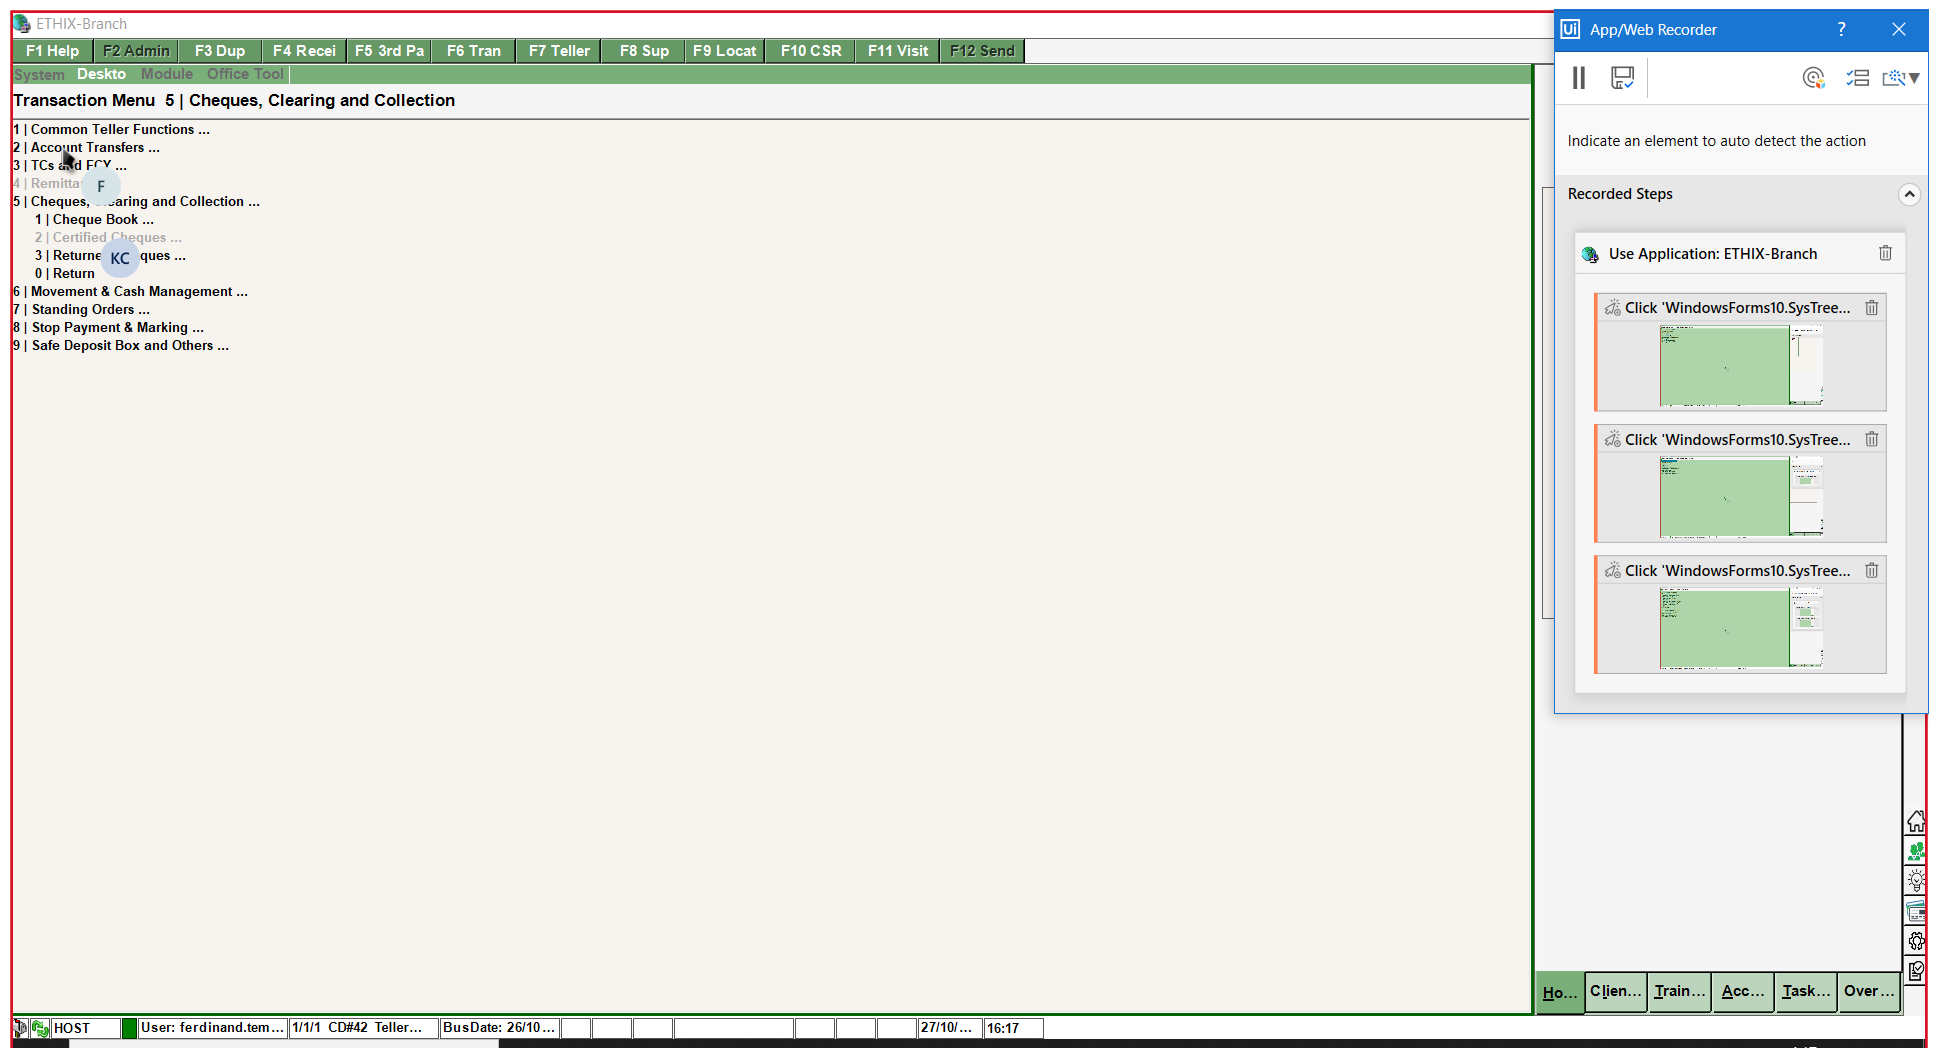 ETHIX-Branch
F1 Help F2 Admin F3 Dup F4 Recei F5 3rd Pa F6 Tran F7 Teller F8 Sup F9 Locat F10 CSR F11 Visit F12 Send
System Deskto Module Office Tool
Transaction Menu 5 | Cheques, Clearing and Collection
1 | Common Teller Functions ...
2 | Account Transfers ...
3 | TCs and FCY ...
4 | Remitta
F
5 | Cheques, Clearing and Collection ...
1 | Cheque Book ...
2 | Certified Cheques ...
3 | Returne ques ...
KC
0 | Return
6 | Movement & Cash Management ...
7 | Standing Orders ...
8 | Stop Payment & Marking ...
9 | Safe Deposit Box and Others ...
Ui App/Web Recorder ?
Indicate an element to auto detect the action
Recorded Steps
Use Application: ETHIX-Branch
Click 'WindowsForms10.SysTree...
Click 'WindowsForms10.SysTree...
Click 'WindowsForms10.SysTree...
Ho... Clien... Train... Acc... Task... Over ...
HOST User: ferdinand.tem... 1/1/1 CD#42 Teller... BusDate: 26/10... 27/10/... 16:17